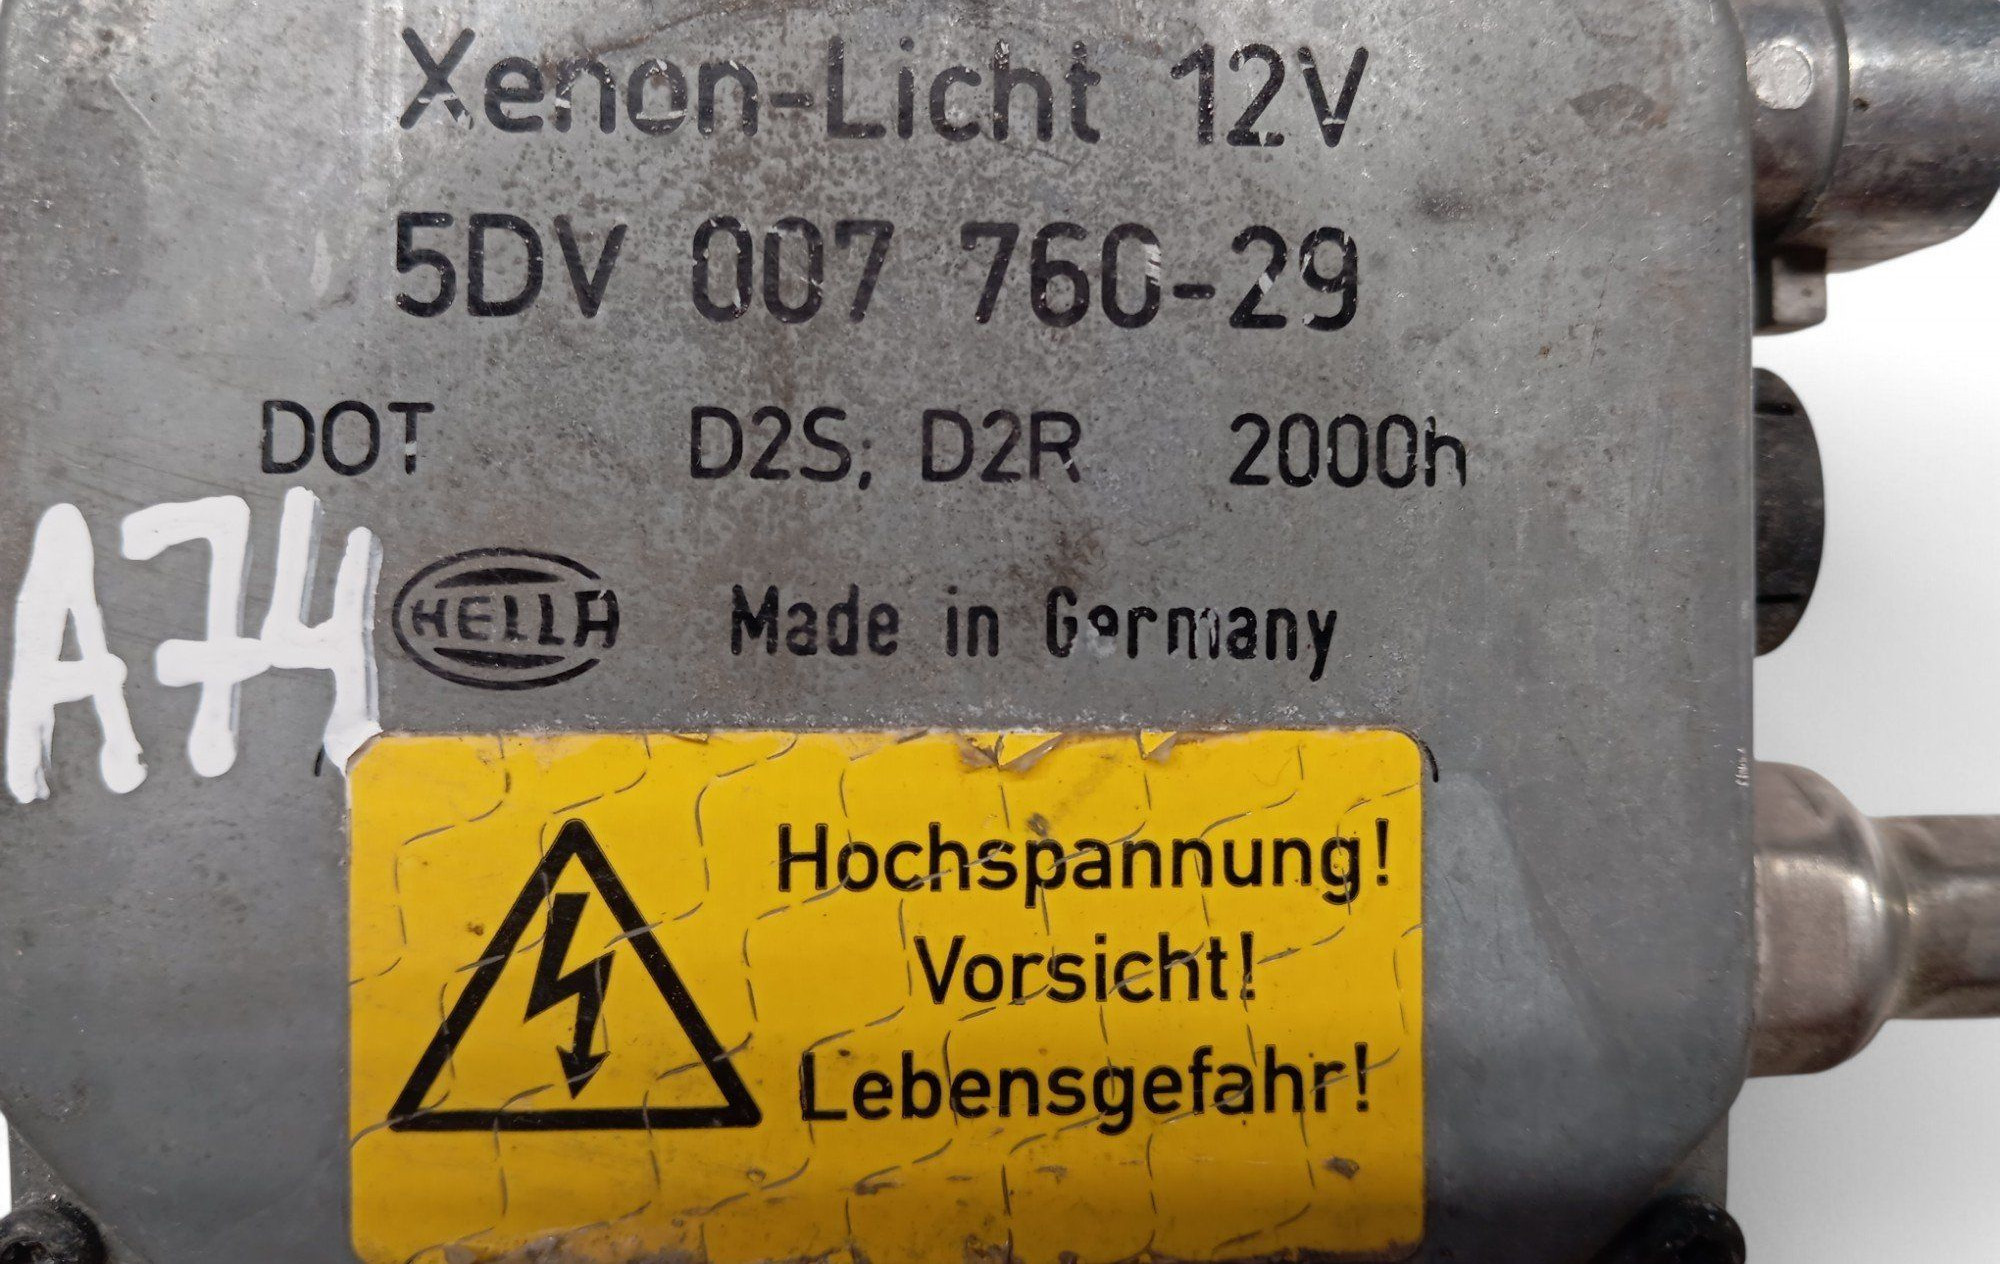 Xenon-Licht 12V
5DV 007 760-29
DOT D2S; D2R 2000h
A74
HELLA Made in Germany
Hochspannung!
Vorsicht!
Lebensgefahr!